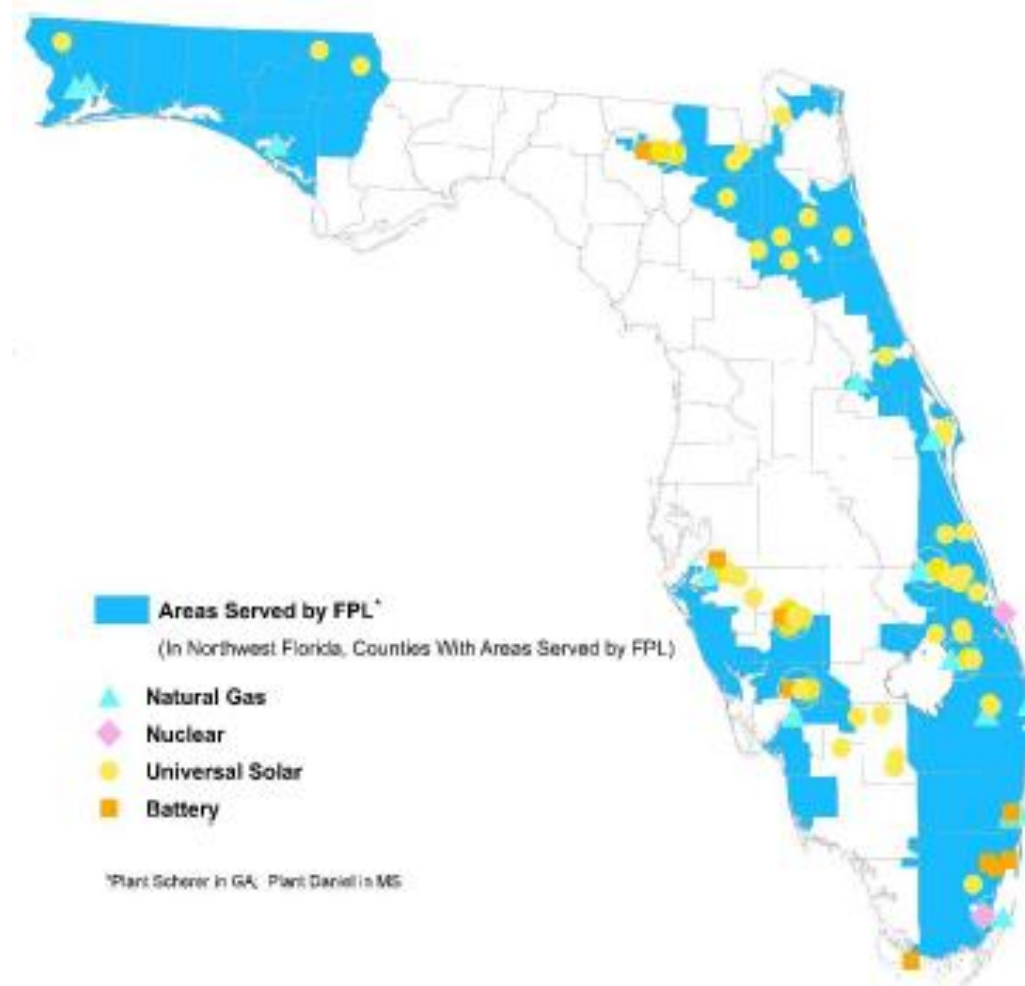 Areas Served by FPL*
(In Northwest Florida, Counties With Areas Served by FPL)
Natural Gas
Nuclear
Universal Solar
Battery
*Plant Scherer in GA; Plant Daniel in MS